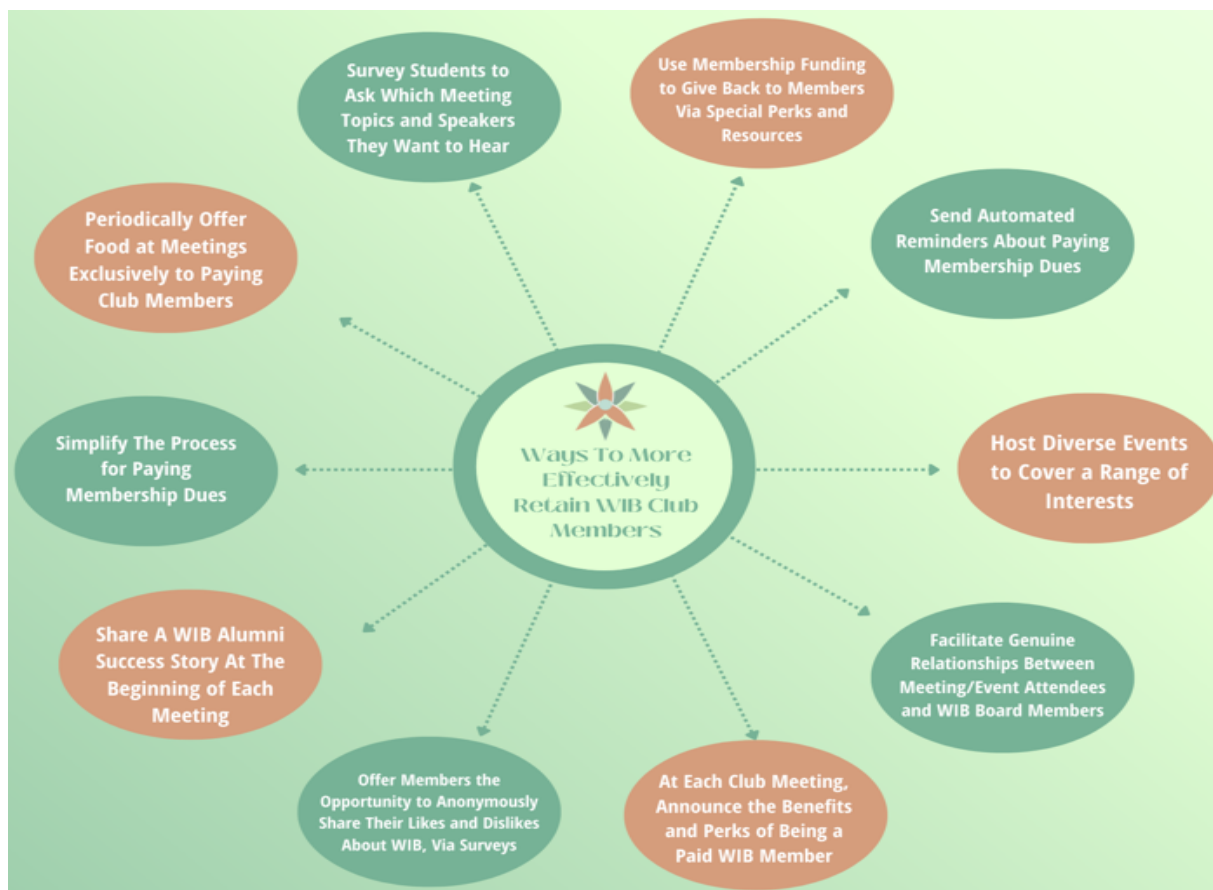 Survey Students to
Ask Which Meeting
Topics and Speakers
They Want to Hear
Use Membership Funding
to Give Back to Members
Via Special Perks and
Resources
Periodically Offer
Food at Meetings
Exclusively to Paying
Club Members
Send Automated
Reminders About Paying
Membership Dues
Simplify The Process
for Paying
Membership Dues
Ways To More
Effectively
Retain WIB Club
Members
Host Diverse Events
to Cover a Range of
Interests
Share A WIB Alumni
Success Story At The
Beginning of Each
Meeting
Facilitate Genuine
Relationships Between
Meeting/Event Attendees
and WIB Board Members
Offer Members the
Opportunity to Anonymously
Share Their Likes and Dislikes
About WIB, Via Surveys
At Each Club Meeting,
Announce the Benefits
and Perks of Being a
Paid WIB Member